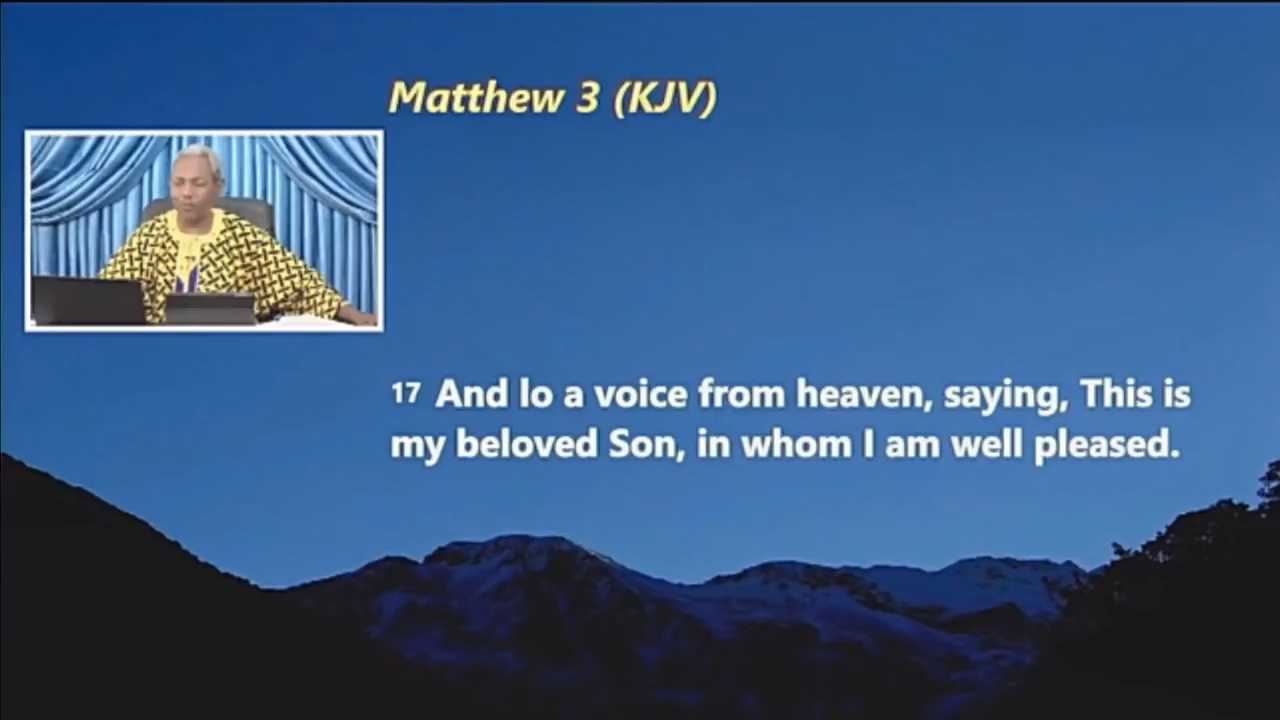 Matthew 3 (KJV)
17 And lo a voice from heaven, saying, This is
my beloved Son, in whom I am well pleased.